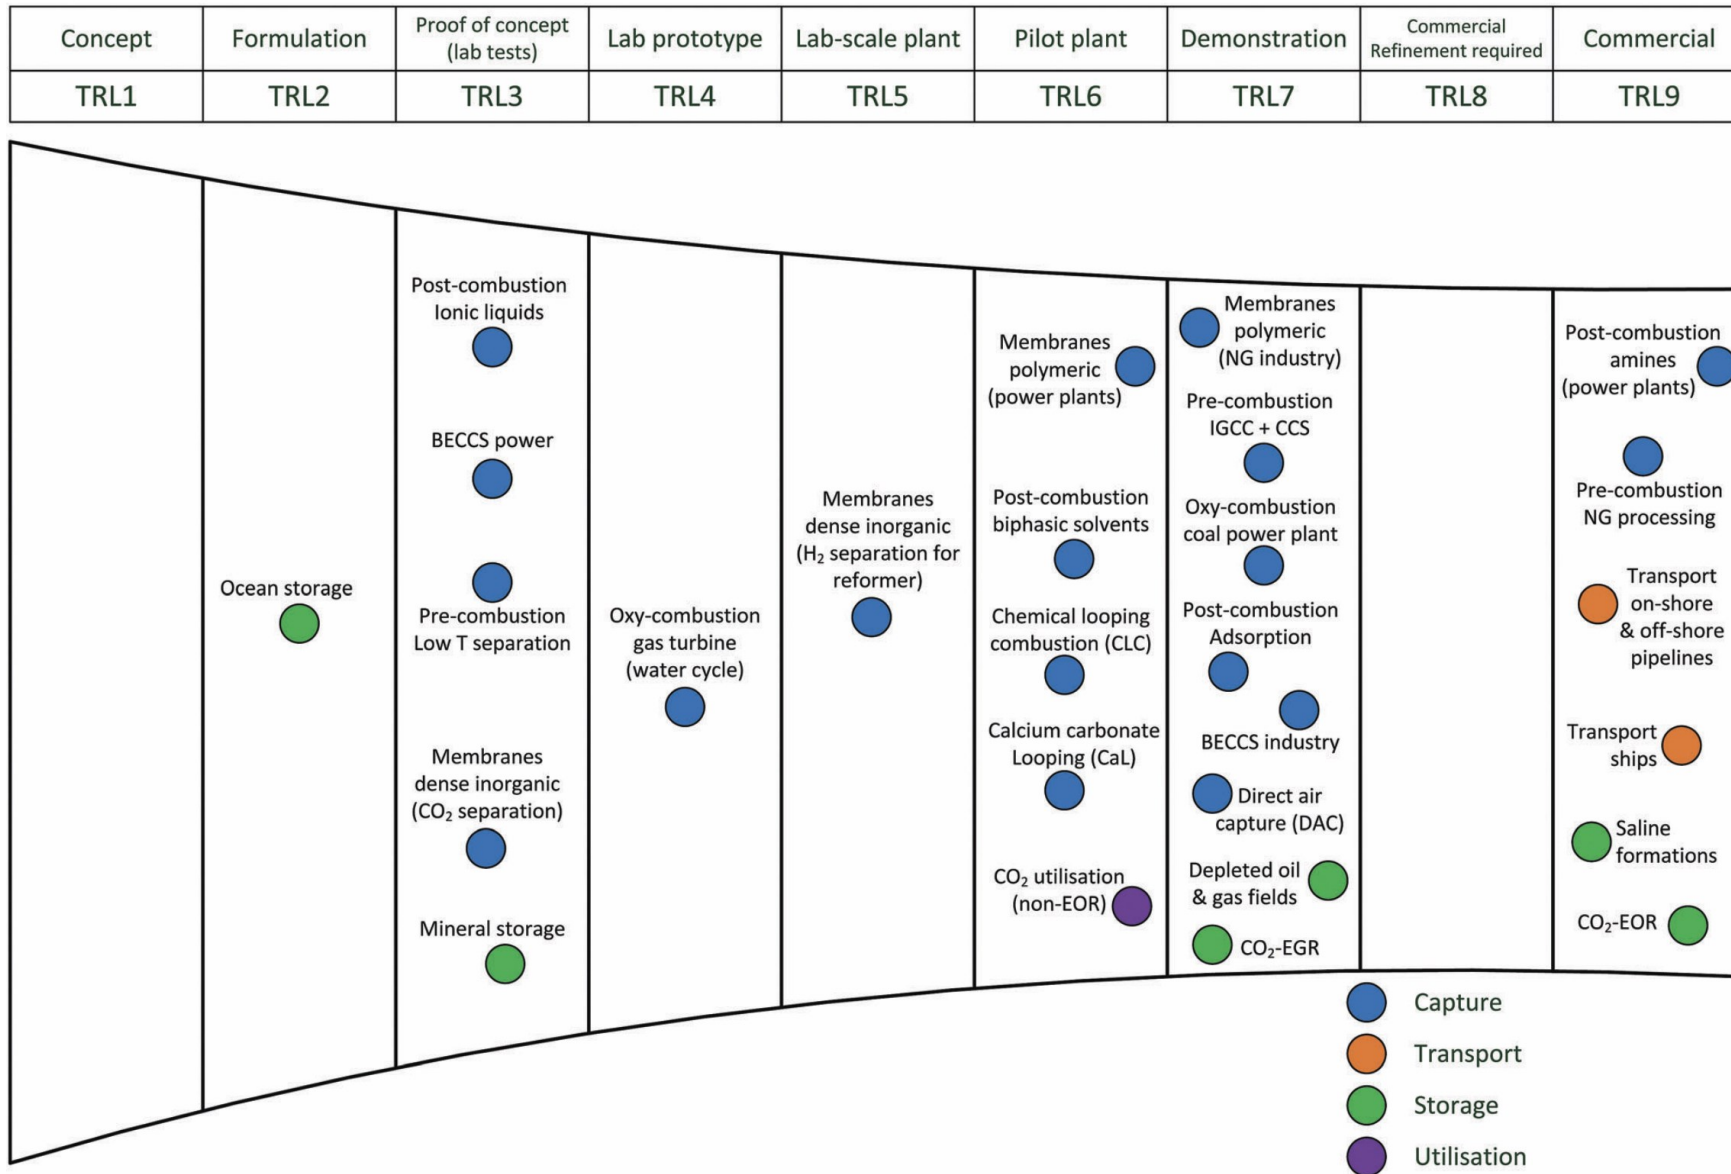 Concept
Formulation
Proof of concept
(lab tests)
Lab prototype
Lab-scale plant
Pilot plant
Demonstration
Commercial
Refinement required
Commercial
TRL1
TRL2
TRL3
TRL4
TRL5
TRL6
TRL7
TRL8
TRL9
Ocean storage
Post-combustion
Ionic liquids
BECCS power
Pre-combustion
Low T separation
Membranes
dense inorganic
(CO₂ separation)
Mineral storage
Oxy-combustion
gas turbine
(water cycle)
Membranes
dense inorganic
(H₂ separation for
reformer)
Membranes
polymeric
(power plants)
Post-combustion
biphasic solvents
Chemical looping
combustion (CLC)
Calcium carbonate
Looping (CaL)
CO₂ utilisation
(non-EOR)
Membranes
polymeric
(NG industry)
Pre-combustion
IGCC + CCS
Oxy-combustion
coal power plant
Post-combustion
Adsorption
BECCS industry
Direct air
capture (DAC)
Depleted oil
& gas fields
CO₂-EGR
Post-combustion
amines
(power plants)
Pre-combustion
NG processing
Transport
on-shore
& off-shore
pipelines
Transport
ships
Saline
formations
CO₂-EOR
Capture
Transport
Storage
Utilisation